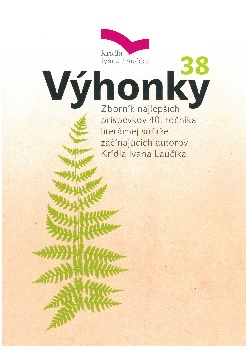 Krídla
Ivana Laučíka
38
Výhonky
Zborník najlepších
príspevkov 40. ročníka
literárnej súťaže
začínajúcich autorov
Krídla Ivana Laučíka